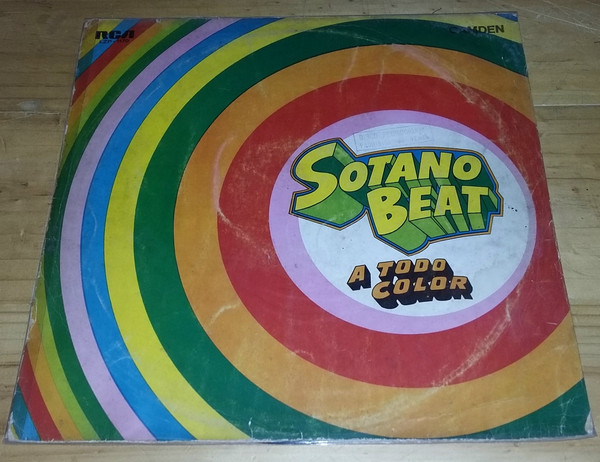 RCA
CAMDEN
SOTANO
BEAT
A TODO
COLOR